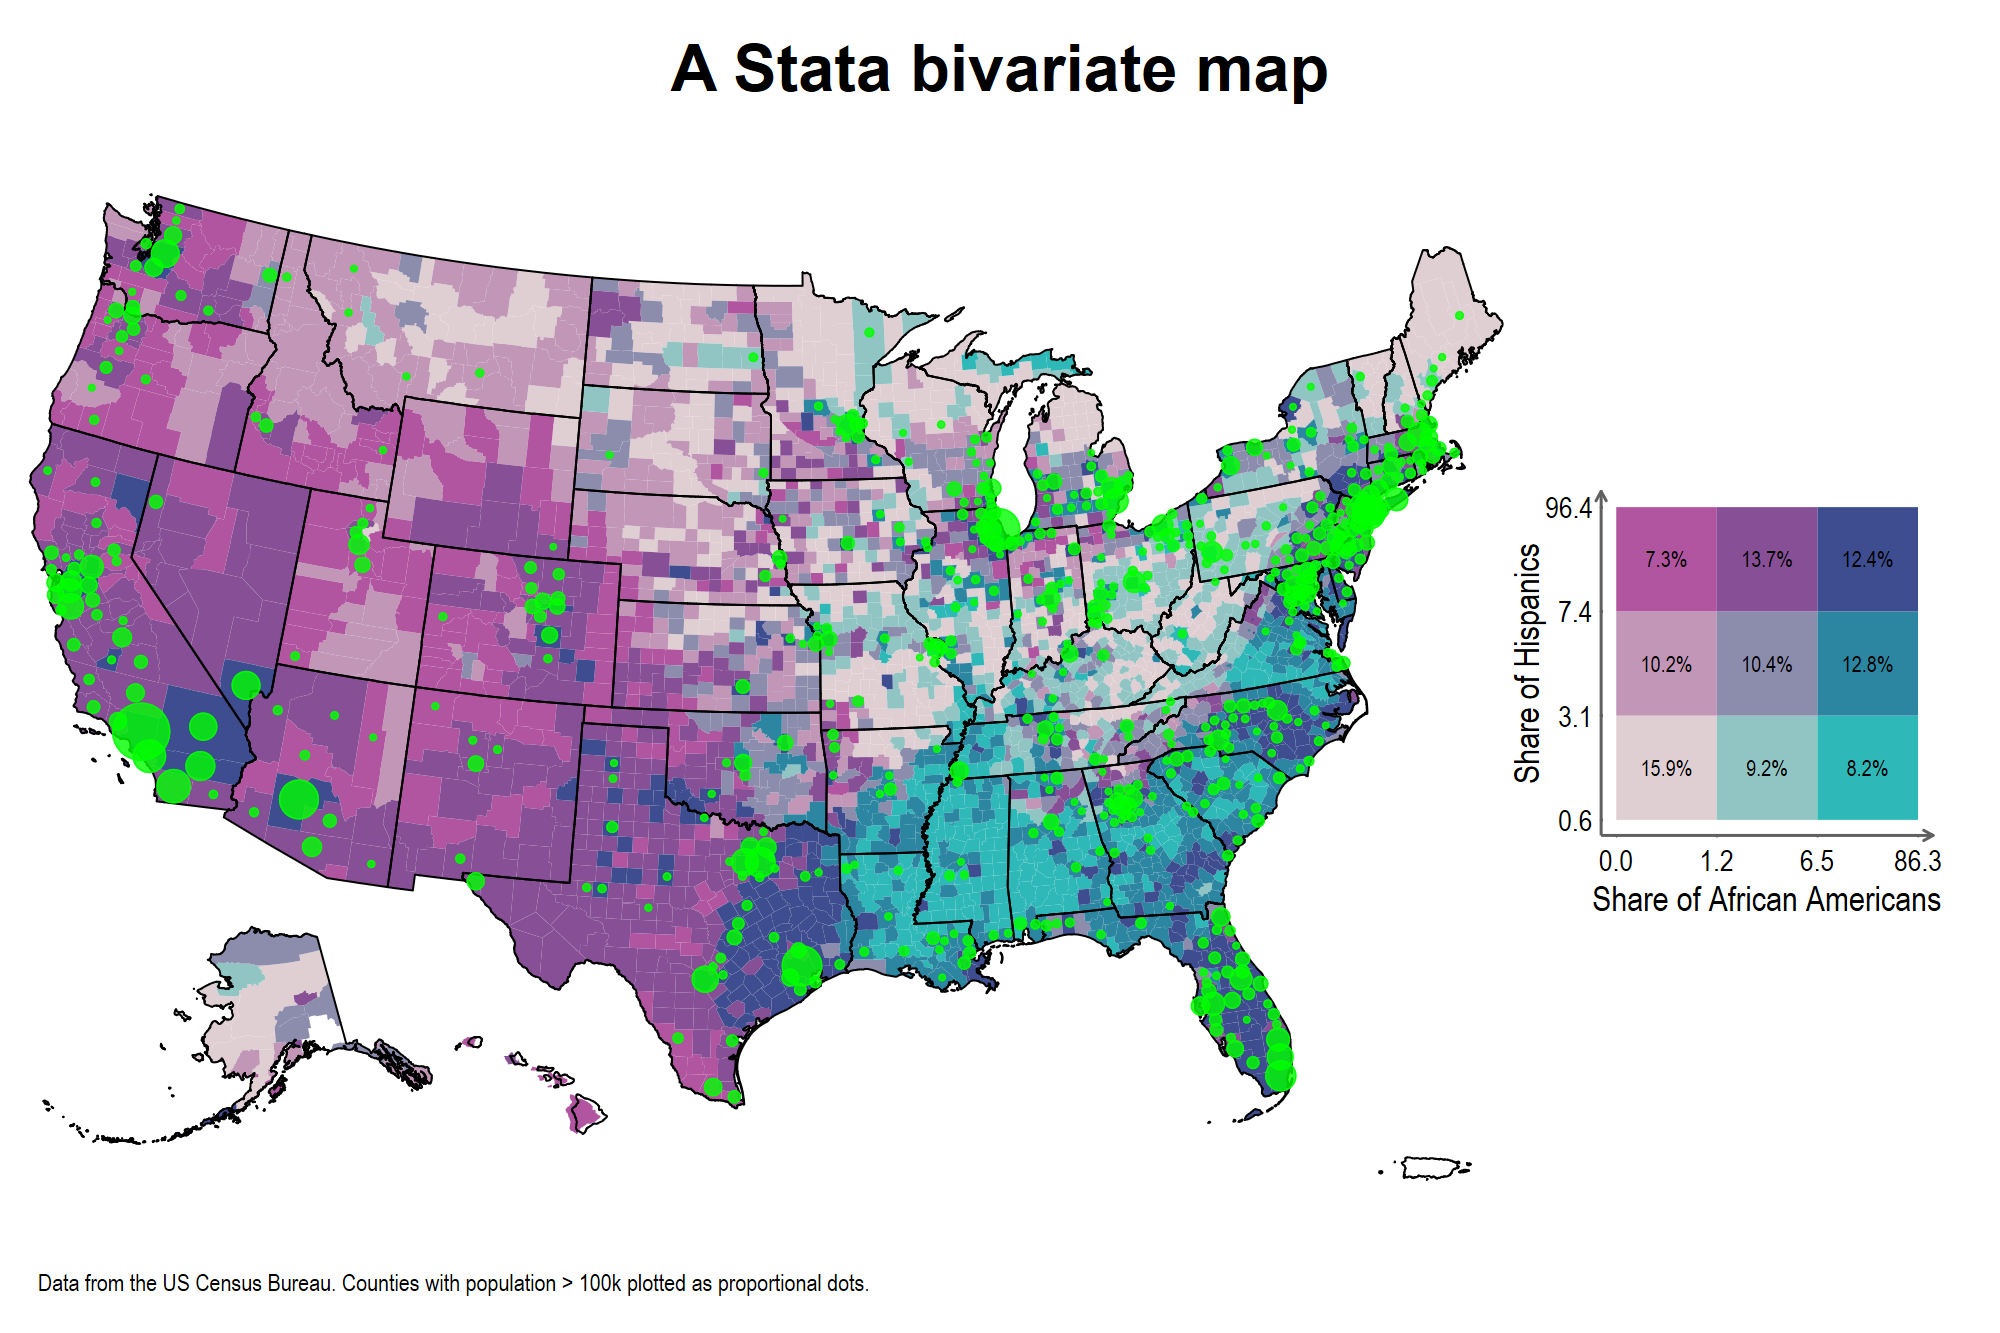 A Stata bivariate map
96.4
7.4
3.1
0.6
Share of Hispanics
7.3% 13.7% 12.4%
10.2% 10.4% 12.8%
15.9% 9.2% 8.2%
0.0 1.2 6.5 86.3
Share of African Americans
Data from the US Census Bureau. Counties with population > 100k plotted as proportional dots.